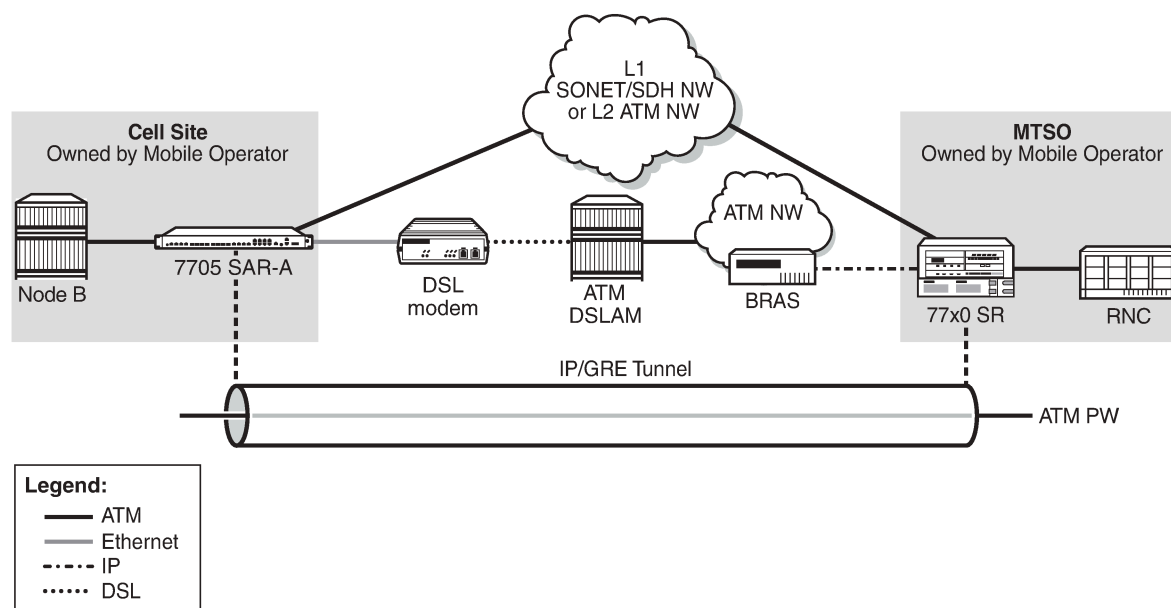 L1
SONET/SDH NW
or L2 ATM NW
Cell Site
Owned by Mobile Operator
MTSO
Owned by Mobile Operator
ATM NW
Node B
7705 SAR-A
DSL
modem
ATM
DSLAM
BRAS
77x0 SR
RNC
IP/GRE Tunnel
ATM PW
Legend:
ATM
Ethernet
IP
DSL